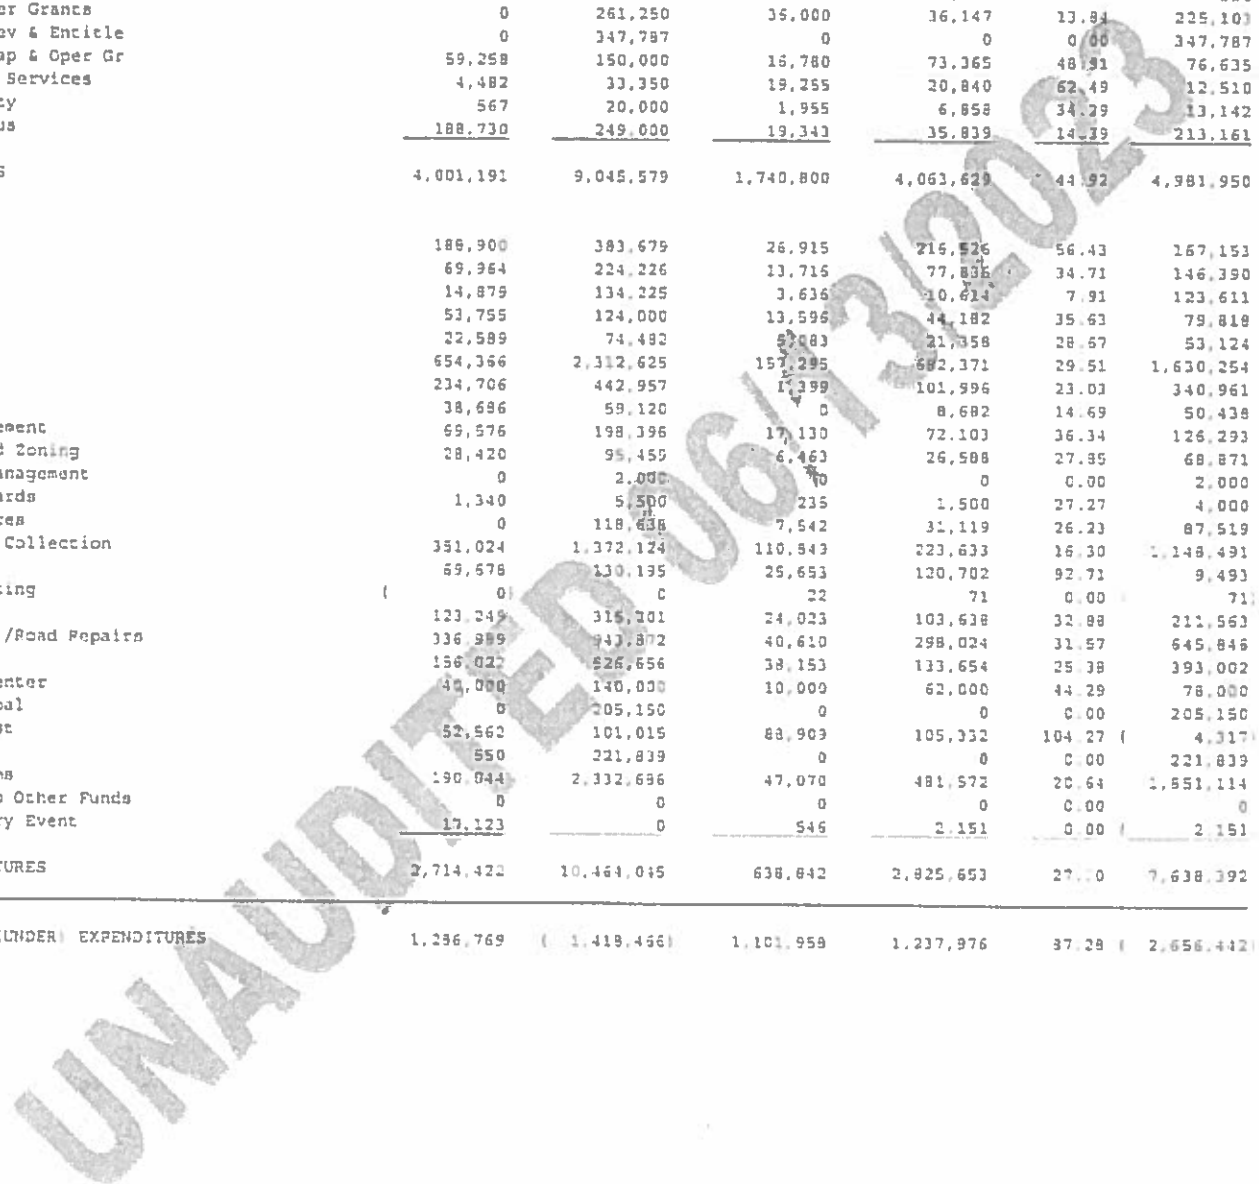 er Grants 0 261,250 35,000 36,147 13.84 225,103
ev & Entitle 0 347,787 0 0 0.00 347,787
ap & Oper Gr 59,258 150,000 16,780 73,365 48.91 76,635
Services 4,482 33,350 19,255 20,840 62.49 12,510
ty 567 20,000 1,955 6,858 34.29 13,142
us 188,730 249,000 19,343 35,839 14.39 213,161
S 4,001,191 9,045,579 1,740,800 4,063,629 44.92 4,981,950
188,900 383,679 26,915 216,526 56.43 167,153
69,964 224,226 13,715 77,836 34.71 146,390
14,879 134,225 3,636 10,614 7.91 123,611
53,755 124,000 13,596 44,182 35.63 79,818
22,589 74,482 5,083 21,358 28.67 53,124
654,366 2,312,625 157,295 682,371 29.51 1,630,254
234,706 442,957 1,399 101,996 23.03 340,961
38,686 59,120 0 8,682 14.69 50,438
ement 69,576 198,396 17,130 72,103 36.34 126,293
d Zoning 28,420 95,459 6,463 26,588 27.85 68,871
anagement 0 2,000 0 0 0.00 2,000
ards 1,340 5,500 235 1,500 27.27 4,000
res 0 118,638 7,542 31,119 26.23 87,519
Collection 351,024 1,372,124 110,543 223,633 16.30 1,148,491
69,678 130,195 25,653 120,702 92.71 9,493
ing ( 0) 0 22 71 0.00 71)
123,249 315,201 24,023 103,638 32.88 211,563
/Road Repairs 336,989 943,872 40,610 298,024 31.57 645,848
156,027 526,656 38,153 133,654 25.38 393,002
enter 40,000 140,000 10,000 62,000 44.29 78,000
oal 0 205,150 0 0 0.00 205,150
st 52,562 101,015 88,909 105,332 104.27 ( 4,317)
550 221,839 0 0 0.00 221,839
es 190,044 2,332,686 47,070 481,572 20.64 1,851,114
o Other Funds 0 0 0 0 0.00 0
ry Event 17,123 0 546 2,151 0.00 ( 2,151
TURES 2,714,422 10,464,045 638,842 2,825,653 27. 0 7,638,392
(UNDER) EXPENDITURES 1,286,769 ( 1,418,466) 1,101,958 1,237,976 87.28 ( 2,656,442)
UNAUDITED 06/13/2023